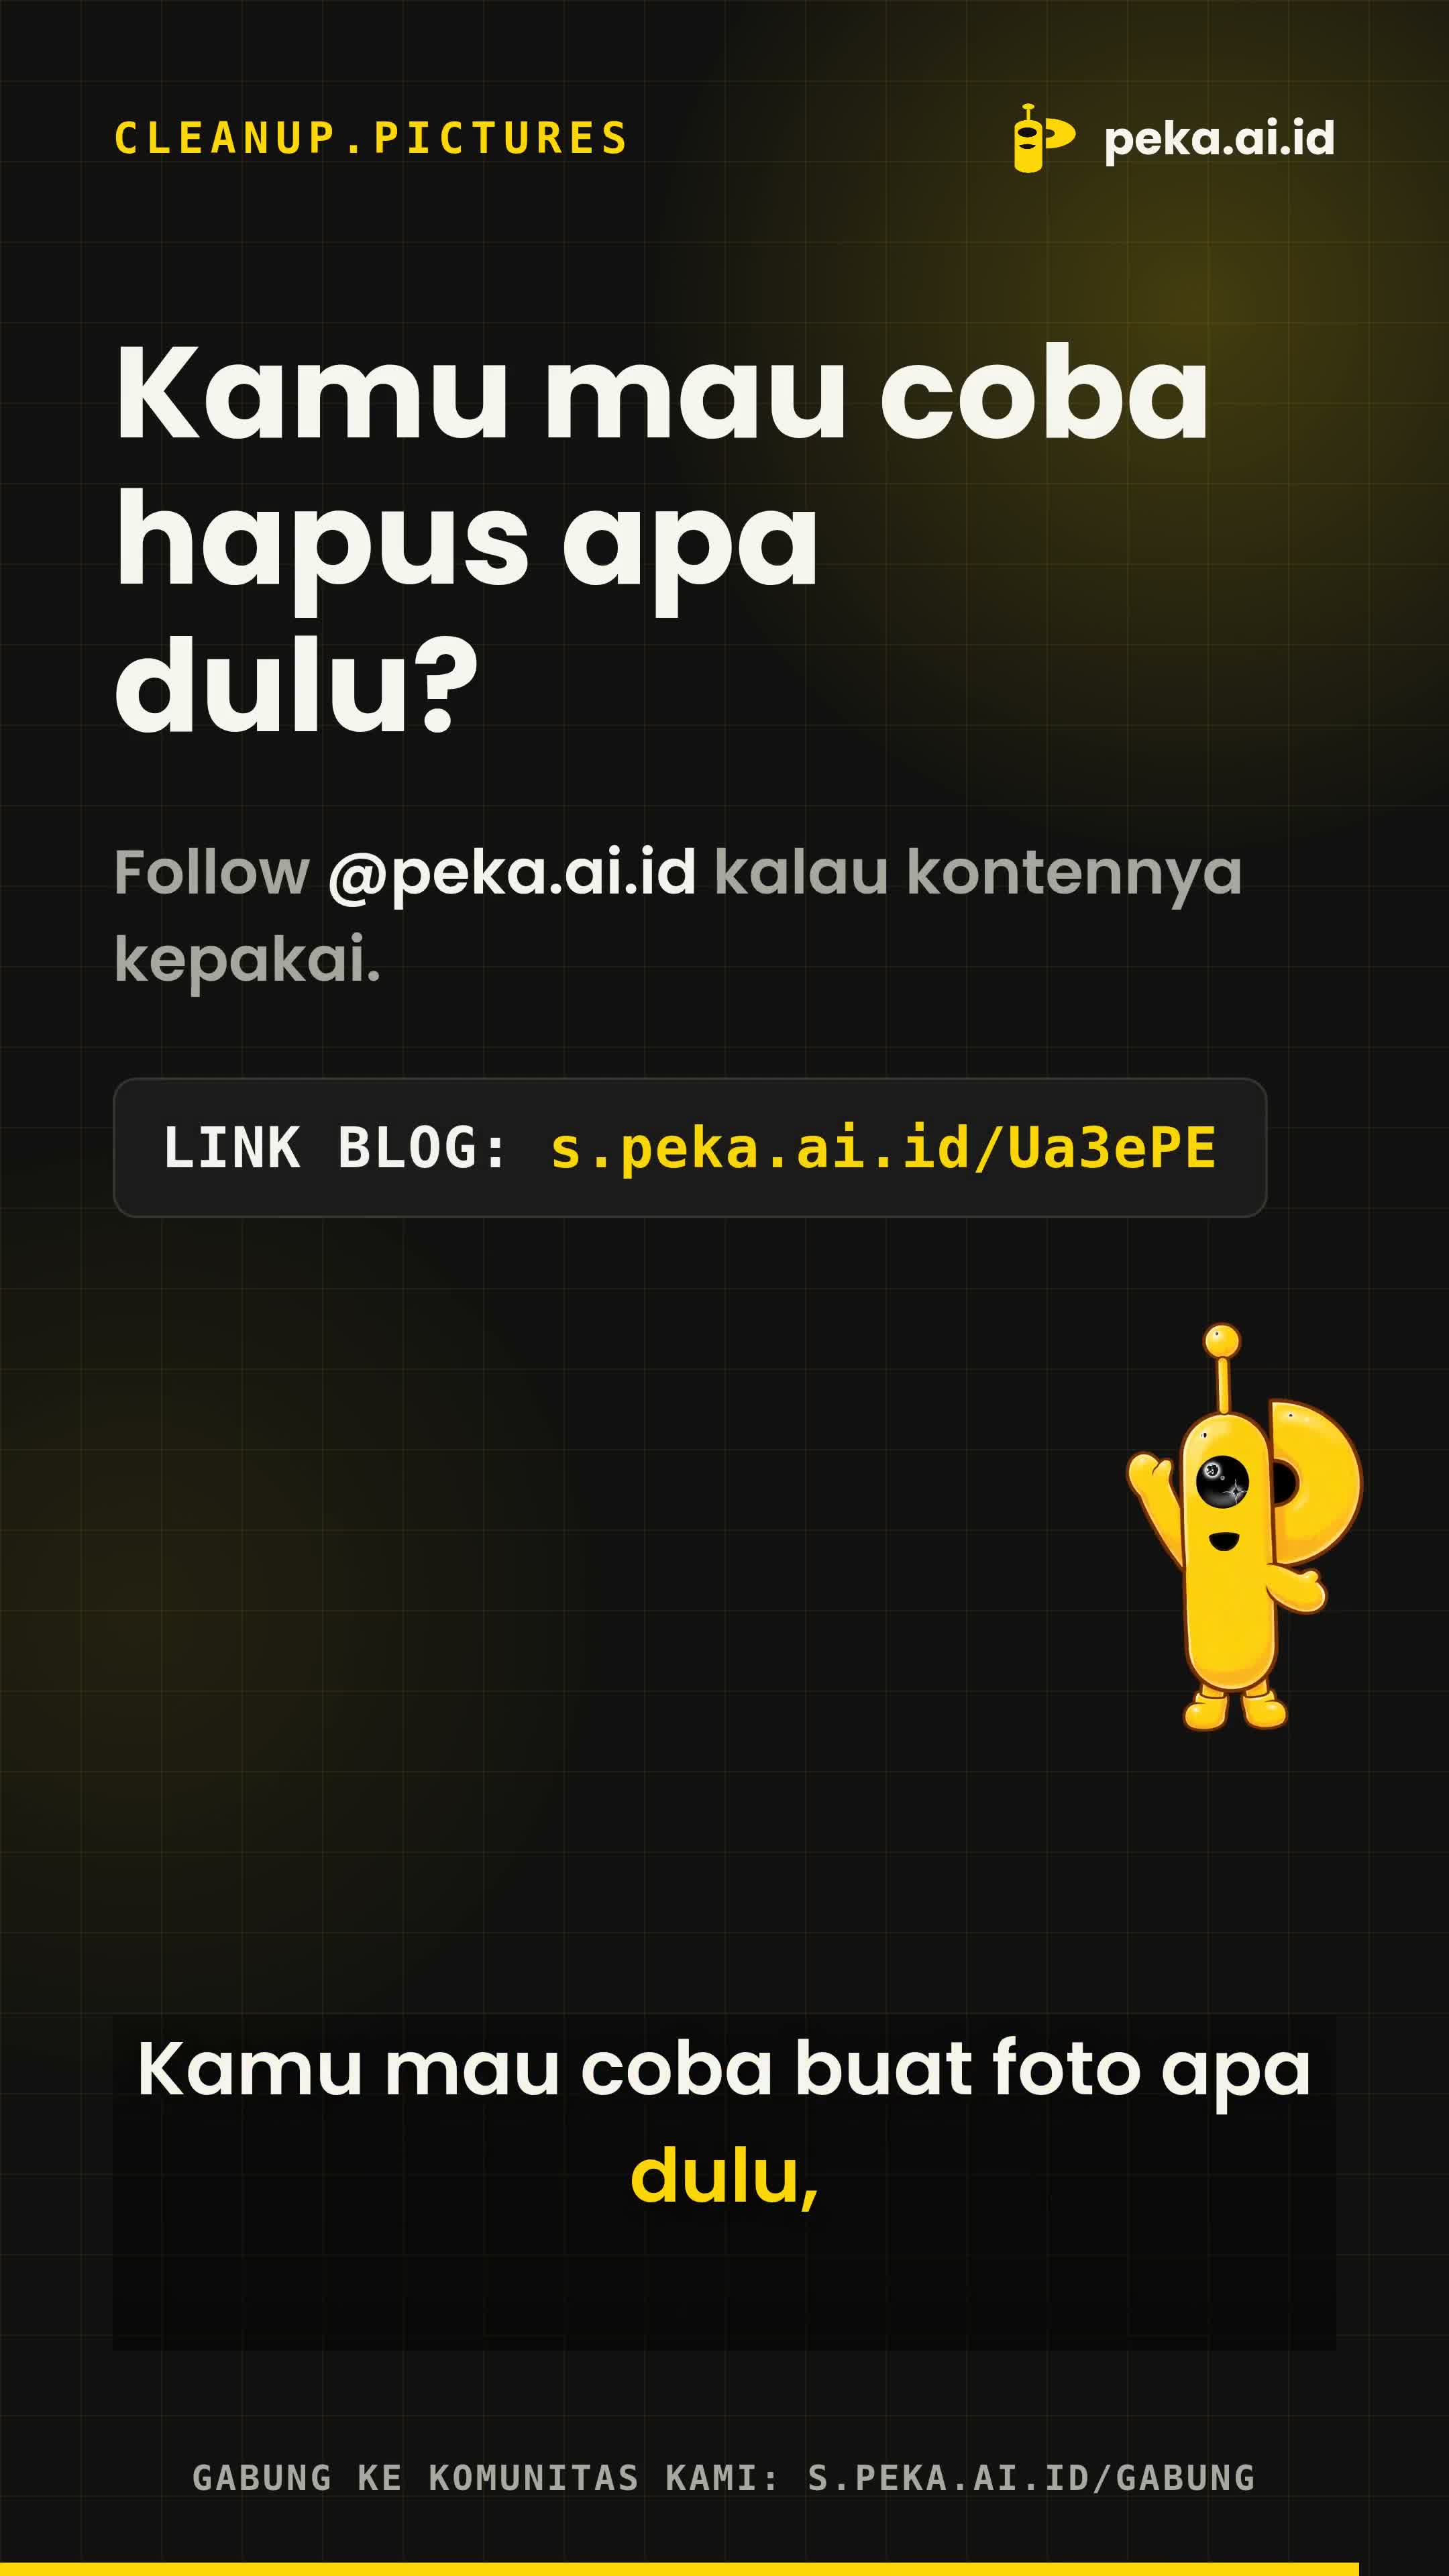 CLEANUP.PICTURES
peka.ai.id
Kamu mau coba
hapus apa
dulu?
Follow @peka.ai.id kalau kontennya
kepakai.
LINK BLOG: s.peka.ai.id/Ua3ePE
Kamu mau coba buat foto apa
dulu,
GABUNG KE KOMUNITAS KAMI: S.PEKA.AI.ID/GABUNG